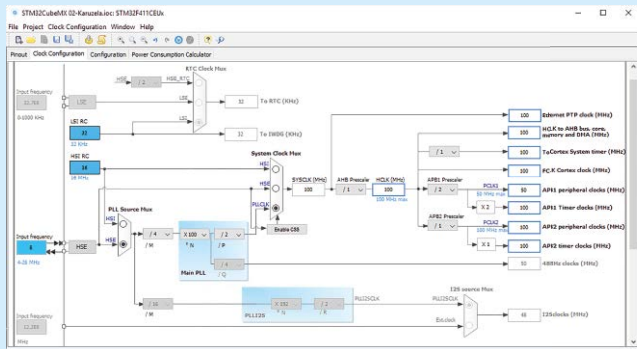 STM32CubeMX 02-Karuzela.ioc: STM32F411CEUx
File Project Clock Configuration Window Help
Pinout Clock Configuration Configuration Power Consumption Calculator
RTC Clock Mux
HSE / 2 HSE_RTC
Input frequency
32.768 LSE LSE 32 To RTC (KHz)
0-1000 KHz
LSI RC LSI
32 32 To IWDG (KHz)
32 KHz
HSI RC System Clock Mux
16 HSI
16 MHz
HSE SYSCLK (MHz) AHB Prescaler HCLK (MHz)
100 / 1 100
100 MHz max
PLL Source Mux PLLCLK
Input frequency HSI / 4 X 100 / 2 Enable CSS
8 HSE HSE / M * N / P
4-26 MHz
/ 4
Main PLL / Q
/ 16 X 192 / 2 PLLI2SCLK
/ M * N / R
PLLI2S
I2S source Mux
PLLI2SCLK
Ext.clock
48 I2S clocks (MHz)
Input frequency
12.288
MHz
100 Ethernet PTP clock (MHz)
100 HCLK to AHB bus, core,
memory and DMA (MHz)
/ 1 100 To Cortex System timer (MHz)
100 FCLK Cortex clock (MHz)
APB1 Prescaler PCLK1
/ 2 50 APB1 peripheral clocks (MHz)
50 MHz max
X 2 100 APB1 Timer clocks (MHz)
APB2 Prescaler PCLK2
/ 1 100 APB2 peripheral clocks (MHz)
100 MHz max
X 1 100 APB2 timer clocks (MHz)
50 48MHz clocks (MHz)